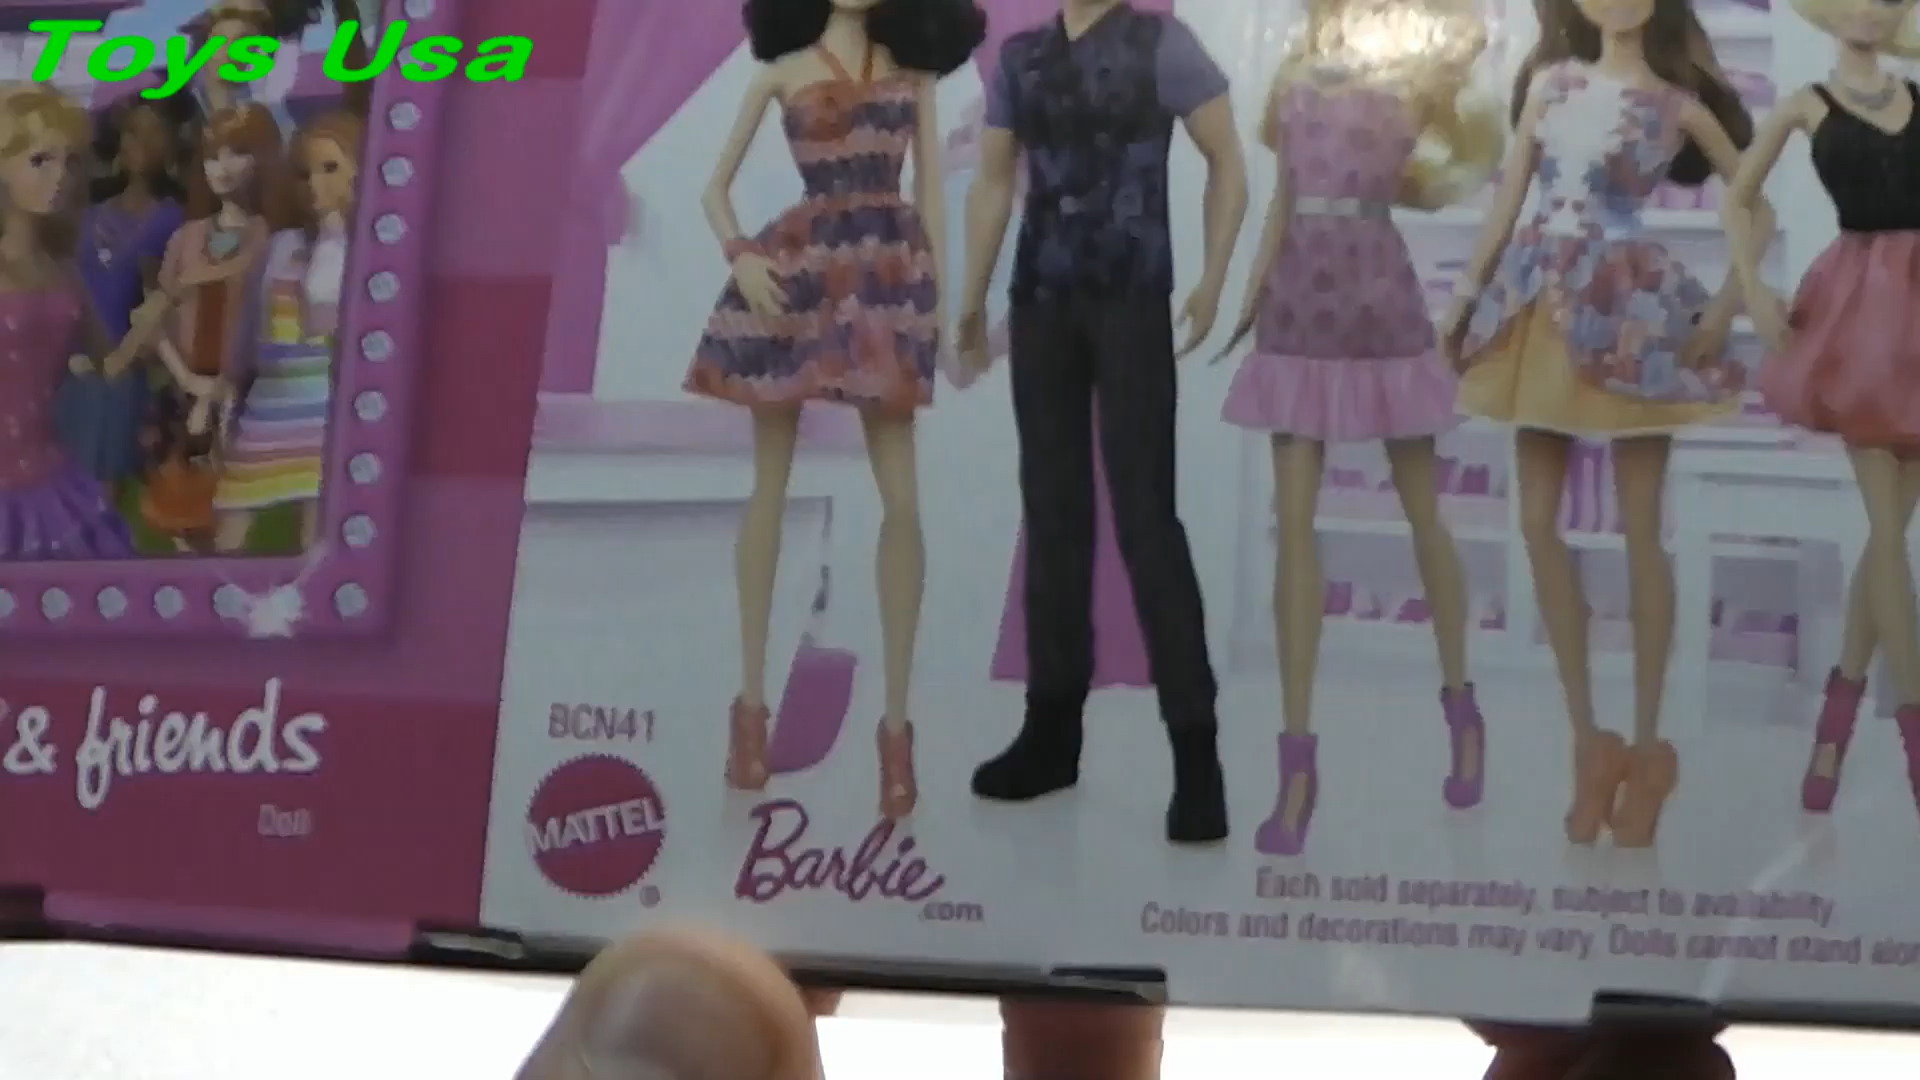 Toys Usa
& friends
Doll
BCN41
MATTEL
®
Barbie
.com
Each sold separately, subject to availability
Colors and decorations may vary. Dolls cannot stand